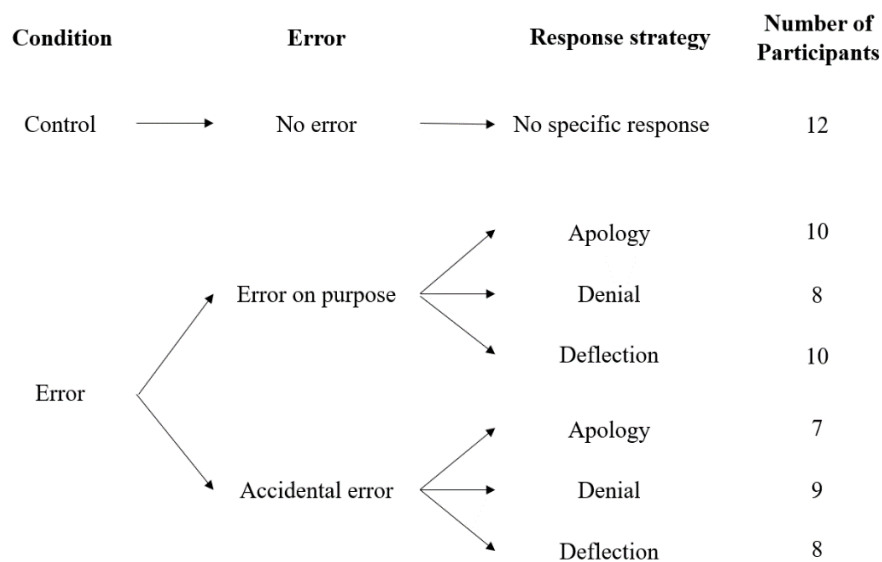 Condition Error Response strategy Number of
Participants
Control No error No specific response 12
Apology 10
Error on purpose Denial 8
Deflection 10
Error
Apology 7
Accidental error Denial 9
Deflection 8